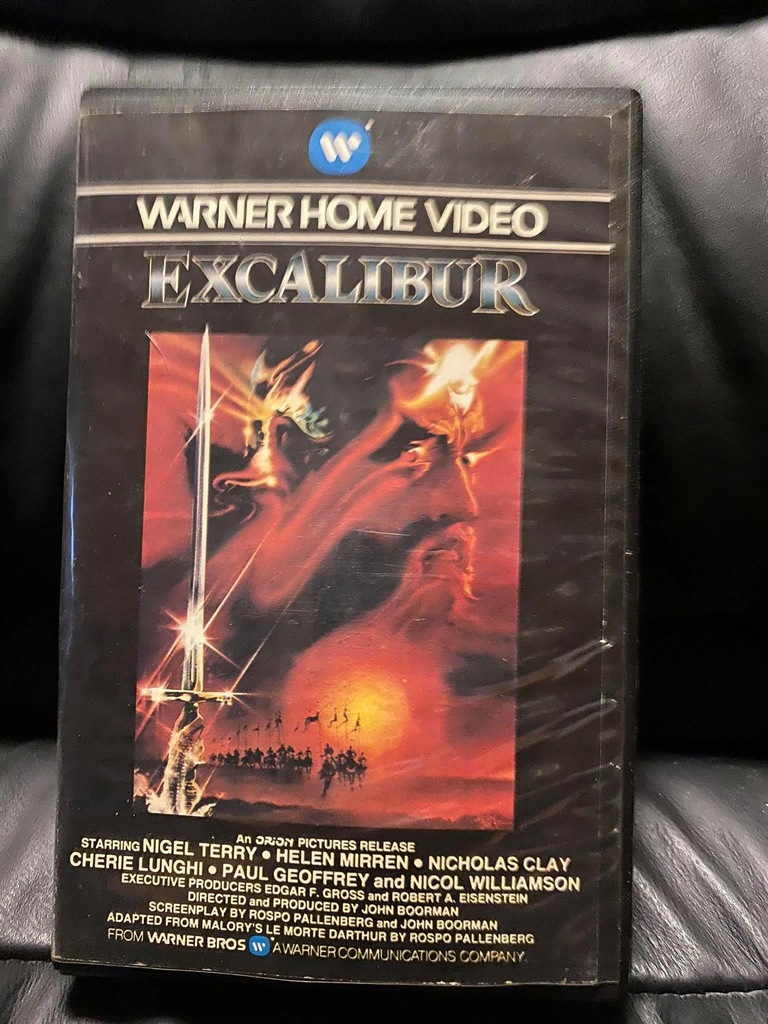 W
WARNER HOME VIDEO
EXCALIBUR
An ORION PICTURES RELEASE
STARRING NIGEL TERRY • HELEN MIRREN • NICHOLAS CLAY
CHERIE LUNGHI • PAUL GEOFFREY and NICOL WILLIAMSON
EXECUTIVE PRODUCERS EDGAR F. GROSS and ROBERT A. EISENSTEIN
DIRECTED and PRODUCED BY JOHN BOORMAN
SCREENPLAY BY ROSPO PALLENBERG and JOHN BOORMAN
ADAPTED FROM MALORY'S LE MORTE DARTHUR BY ROSPO PALLENBERG
FROM WARNER BROS W A WARNER COMMUNICATIONS COMPANY